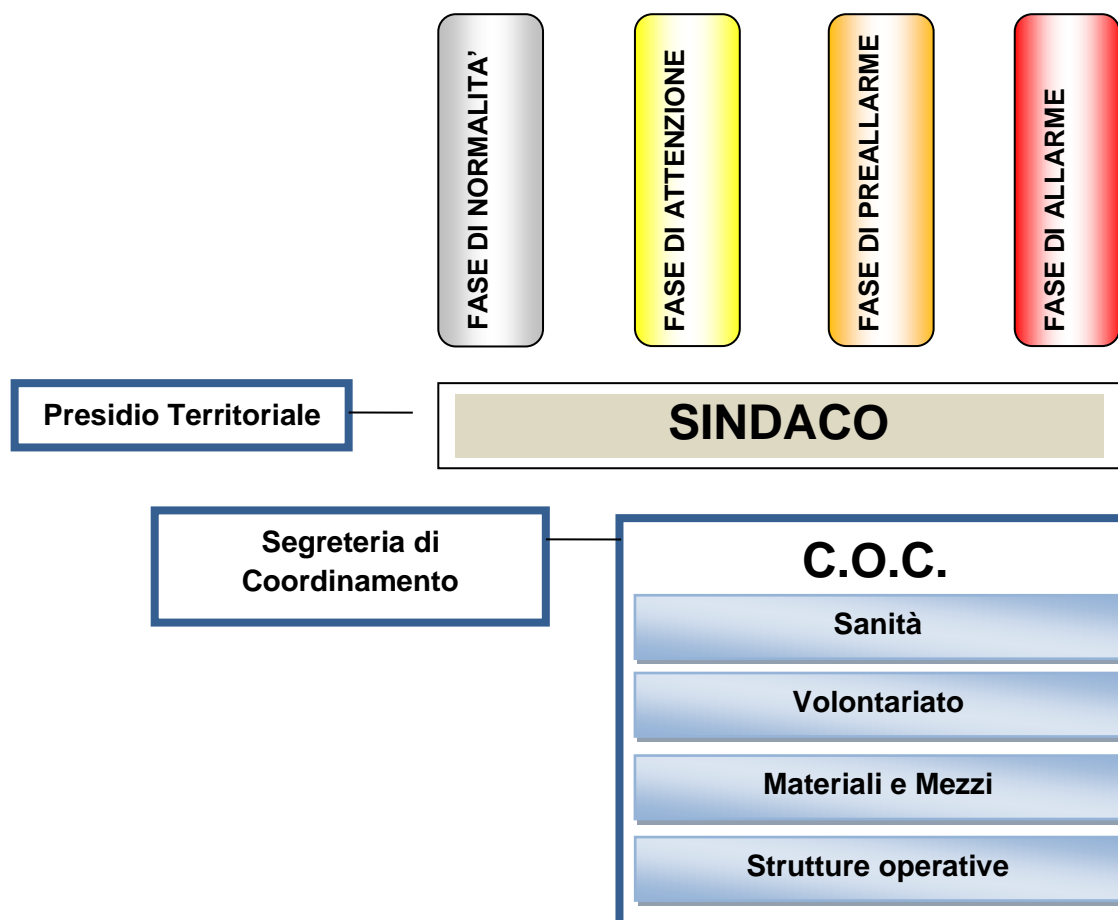 FASE DI NORMALITA’
FASE DI ATTENZIONE
FASE DI PREALLARME
FASE DI ALLARME
Presidio Territoriale
SINDACO
Segreteria di
Coordinamento
C.O.C.
Sanità
Volontariato
Materiali e Mezzi
Strutture operative